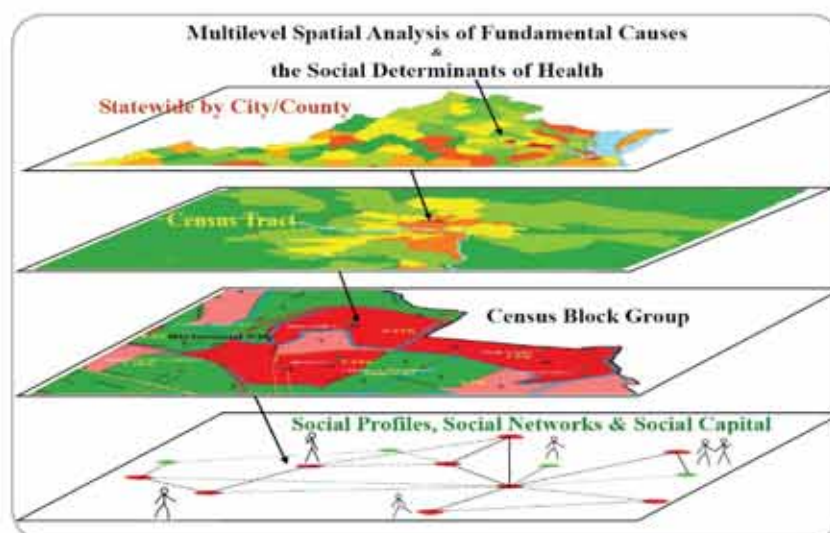 Multilevel Spatial Analysis of Fundamental Causes
&
the Social Determinants of Health
Statewide by City/County
Census Tract
Census Block Group
Social Profiles, Social Networks & Social Capital